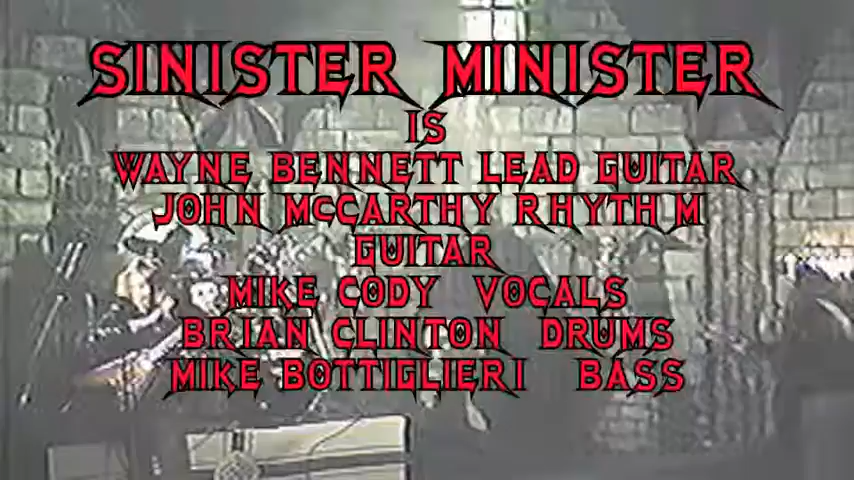 SINISTER MINISTER
IS
WAYNE BENNETT LEAD GUITAR
JOHN McCARTHY RHYTHM
GUITAR
MIKE CODY VOCALS
BRIAN CLINTON DRUMS
MIKE BOTTIGLIERI BASS